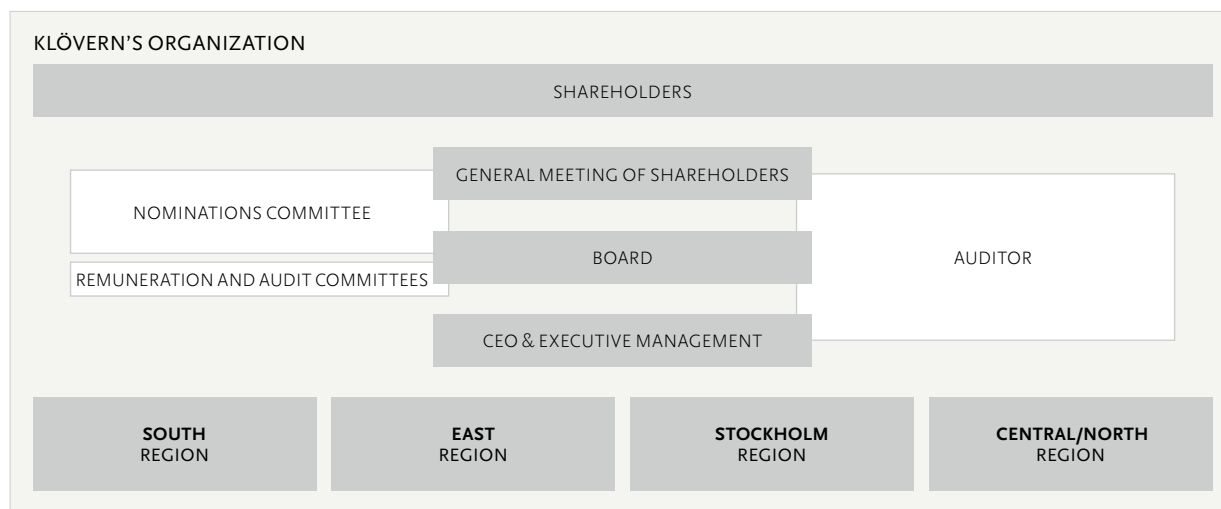 KLÖVERN’S ORGANIZATION
SHAREHOLDERS
GENERAL MEETING OF SHAREHOLDERS
NOMINATIONS COMMITTEE
BOARD
AUDITOR
REMUNERATION AND AUDIT COMMITTEES
CEO & EXECUTIVE MANAGEMENT
SOUTH
REGION
EAST
REGION
STOCKHOLM
REGION
CENTRAL/NORTH
REGION